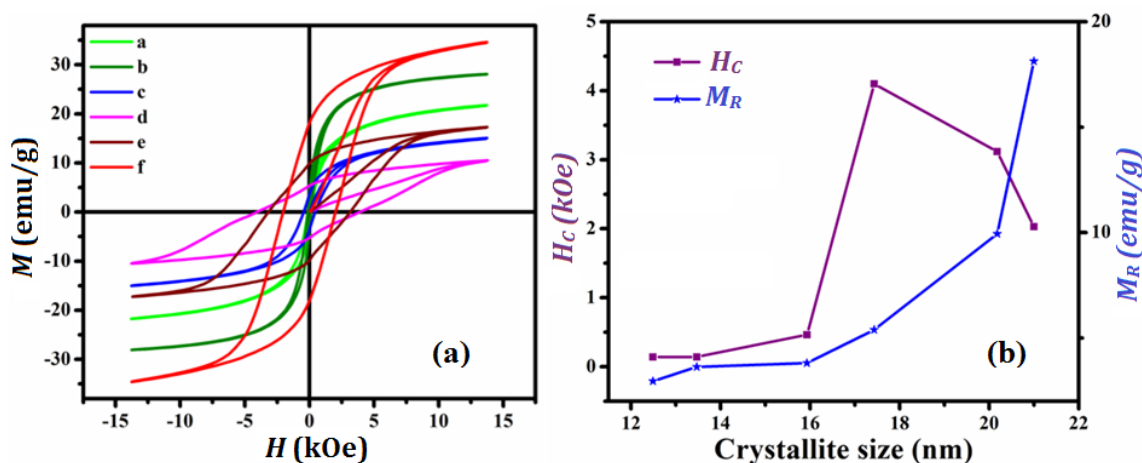 M (emu/g)
30
20
10
0
-10
-20
-30
a
b
c
d
e
f
(a)
-15 -10 -5 0 5 10 15
H (kOe)
HC (kOe)
5
4
3
2
1
0
HC
MR
(b)
12 14 16 18 20 22
Crystallite size (nm)
20
10
MR (emu/g)